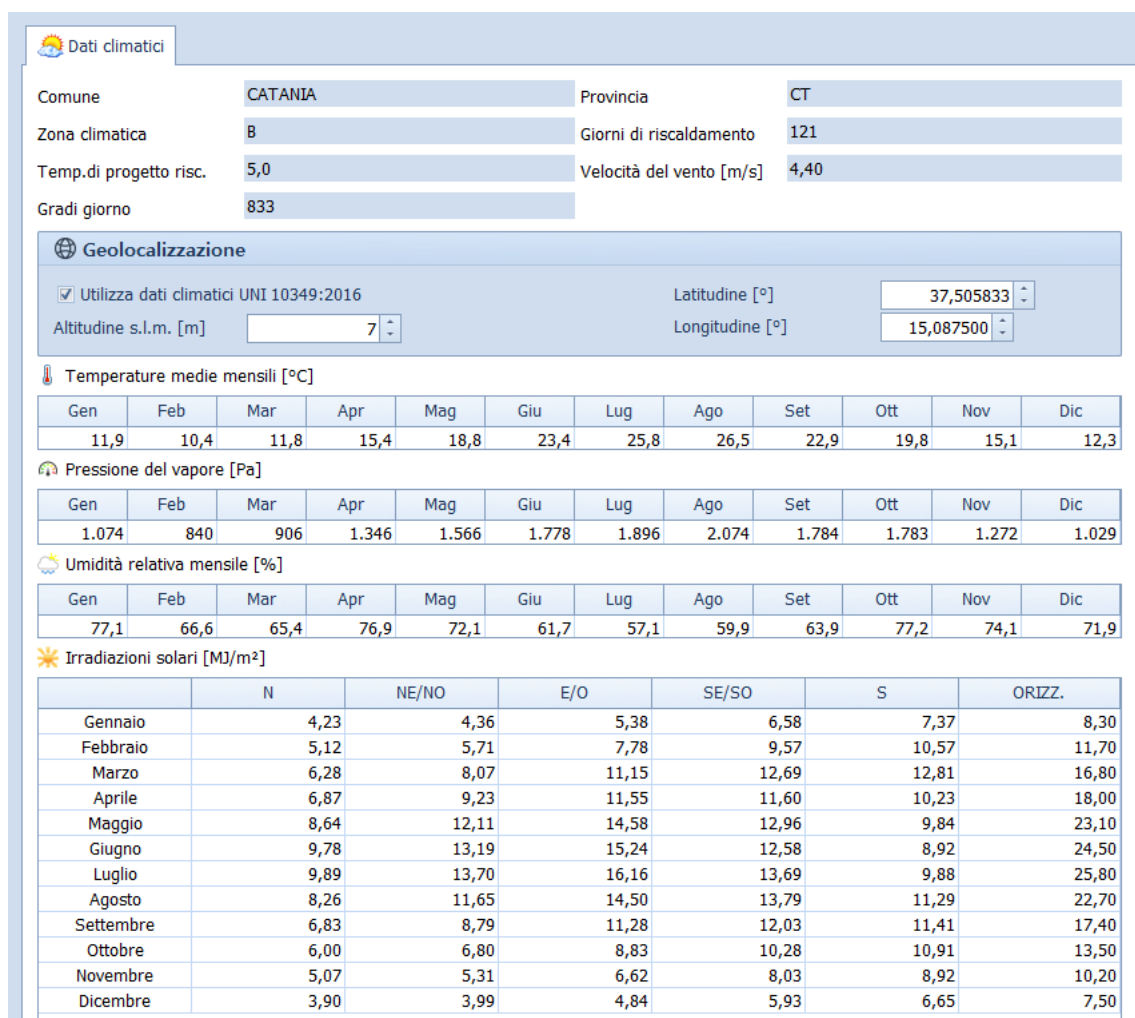 Dati climatici
Comune CATANIA Provincia CT
Zona climatica B Giorni di riscaldamento 121
Temp.di progetto risc. 5,0 Velocità del vento [m/s] 4,40
Gradi giorno 833
Geolocalizzazione
Utilizza dati climatici UNI 10349:2016 Latitudine [°] 37,505833
Altitudine s.l.m. [m] 7 Longitudine [°] 15,087500
Temperature medie mensili [°C]
Gen Feb Mar Apr Mag Giu Lug Ago Set Ott Nov Dic
11,9 10,4 11,8 15,4 18,8 23,4 25,8 26,5 22,9 19,8 15,1 12,3
Pressione del vapore [Pa]
Gen Feb Mar Apr Mag Giu Lug Ago Set Ott Nov Dic
1.074 840 906 1.346 1.566 1.778 1.896 2.074 1.784 1.783 1.272 1.029
Umidità relativa mensile [%]
Gen Feb Mar Apr Mag Giu Lug Ago Set Ott Nov Dic
77,1 66,6 65,4 76,9 72,1 61,7 57,1 59,9 63,9 77,2 74,1 71,9
Irradiazioni solari [MJ/m²]
N NE/NO E/O SE/SO S ORIZZ.
Gennaio 4,23 4,36 5,38 6,58 7,37 8,30
Febbraio 5,12 5,71 7,78 9,57 10,57 11,70
Marzo 6,28 8,07 11,15 12,69 12,81 16,80
Aprile 6,87 9,23 11,55 11,60 10,23 18,00
Maggio 8,64 12,11 14,58 12,96 9,84 23,10
Giugno 9,78 13,19 15,24 12,58 8,92 24,50
Luglio 9,89 13,70 16,16 13,69 9,88 25,80
Agosto 8,26 11,65 14,50 13,79 11,29 22,70
Settembre 6,83 8,79 11,28 12,03 11,41 17,40
Ottobre 6,00 6,80 8,83 10,28 10,91 13,50
Novembre 5,07 5,31 6,62 8,03 8,92 10,20
Dicembre 3,90 3,99 4,84 5,93 6,65 7,50